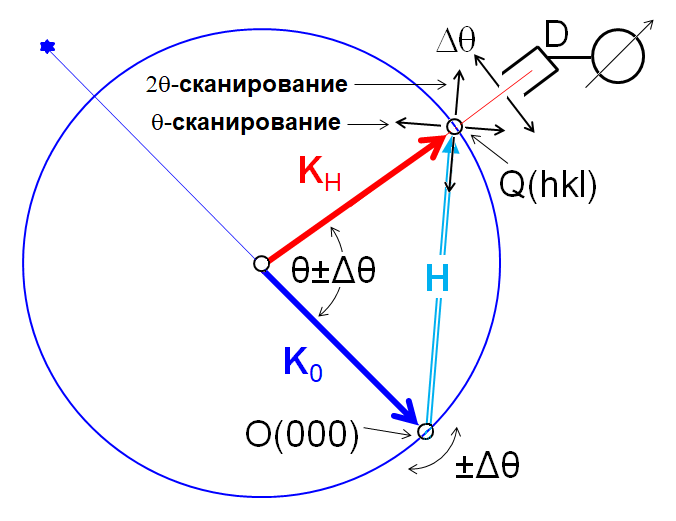 D
Δθ
2θ-сканирование
θ-сканирование
K_H
Q(hkl)
θ±Δθ
H
K_0
O(000)
±Δθ